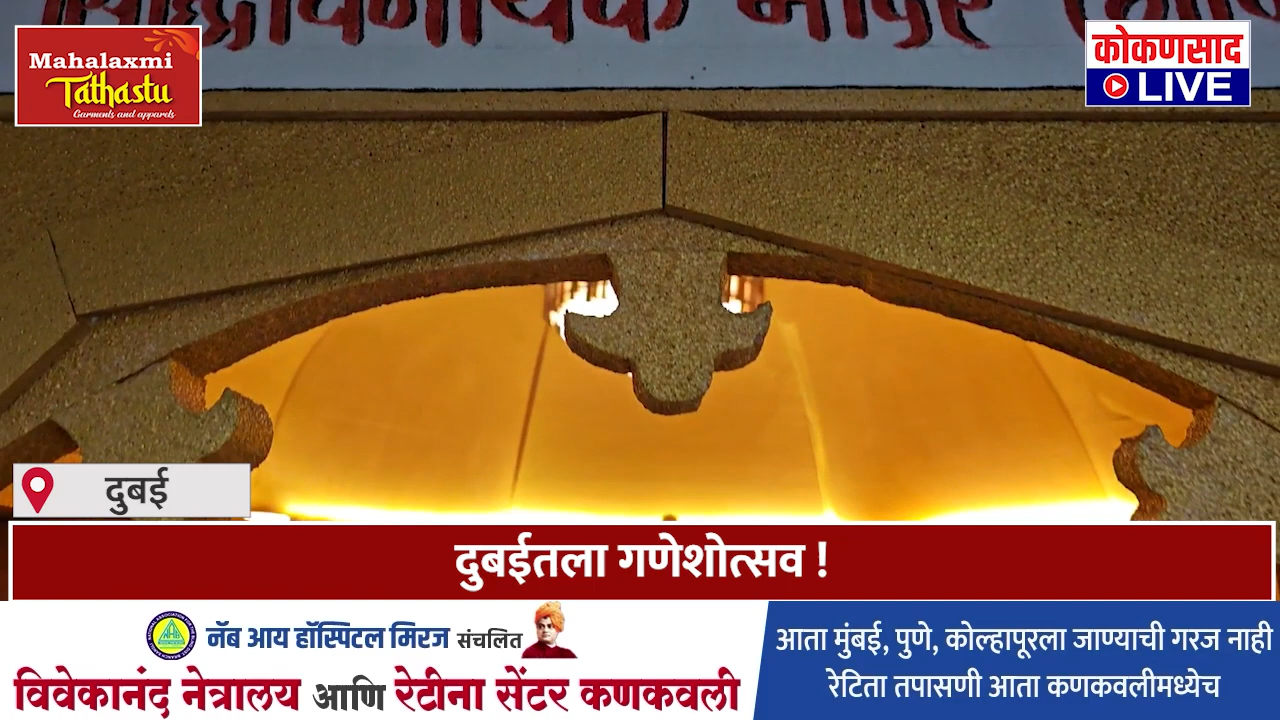 सिद्धीविनायक मंदिर
Mahalaxmi
Tathastu
Garments and apparels
कोकणसाद
LIVE
दुबई
दुबईतला गणेशोत्सव !
नॅब आय हॉस्पिटल मिरज संचलित
विवेकानंद नेत्रालय आणि रेटीना सेंटर कणकवली
आता मुंबई, पुणे, कोल्हापूरला जाण्याची गरज नाही
रेटिता तपासणी आता कणकवलीमध्येच